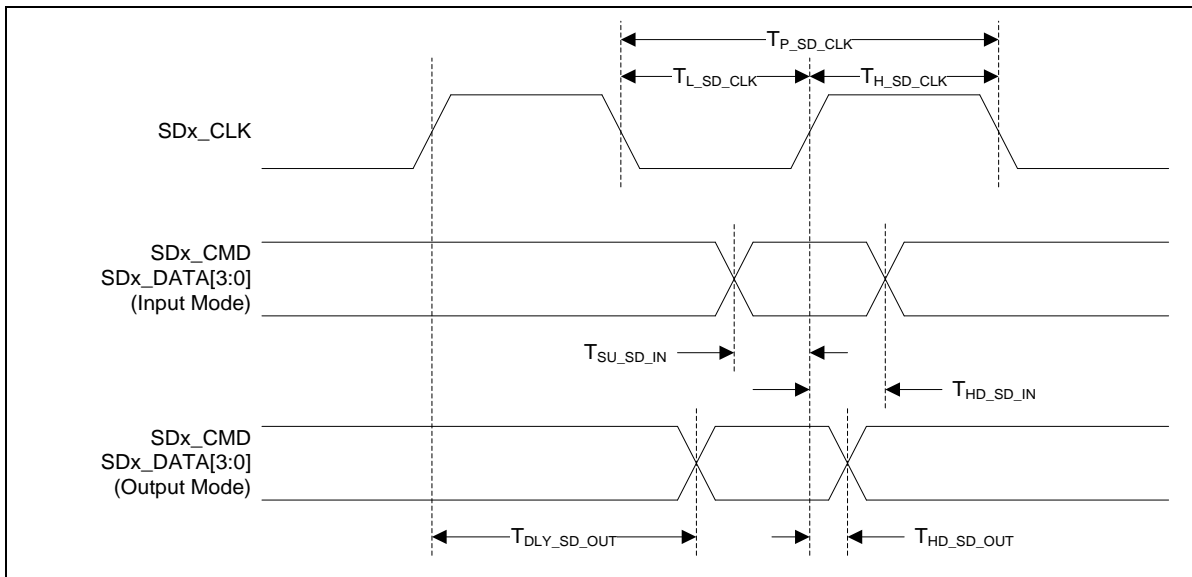 T_P_SD_CLK
T_L_SD_CLK
T_H_SD_CLK
SDx_CLK
SDx_CMD
SDx_DATA[3:0]
(Input Mode)
T_SU_SD_IN
T_HD_SD_IN
SDx_CMD
SDx_DATA[3:0]
(Output Mode)
T_DLY_SD_OUT
T_HD_SD_OUT